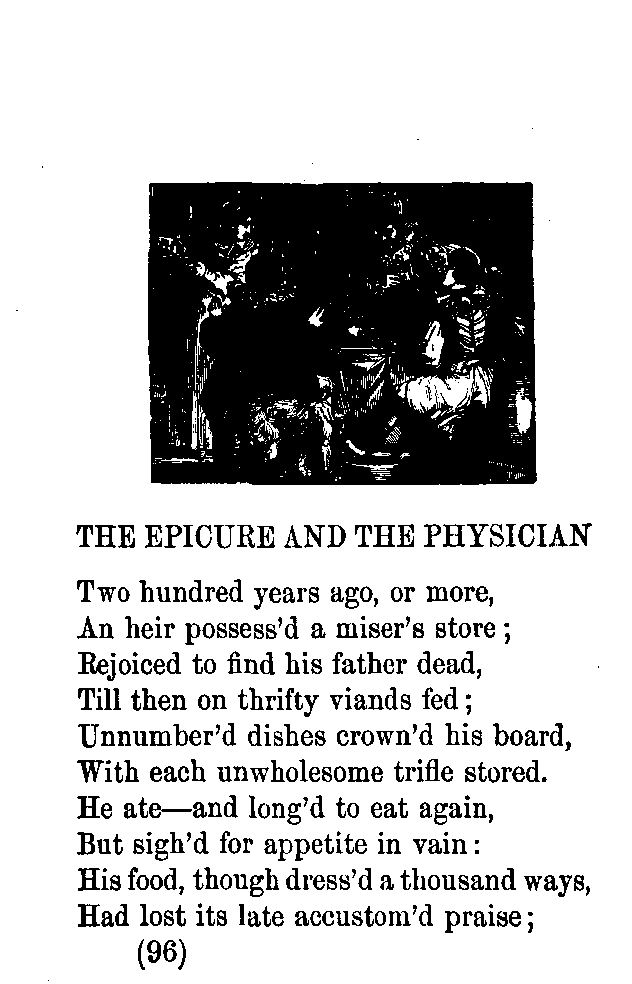 THE EPICURE AND THE PHYSICIAN
Two hundred years ago, or more,
An heir possess'd a miser's store;
Rejoiced to find his father dead,
Till then on thrifty viands fed;
Unnumber'd dishes crown'd his board,
With each unwholesome trifle stored.
He ate—and long'd to eat again,
But sigh'd for appetite in vain:
His food, though dress'd a thousand ways,
Had lost its late accustom'd praise;
(96)